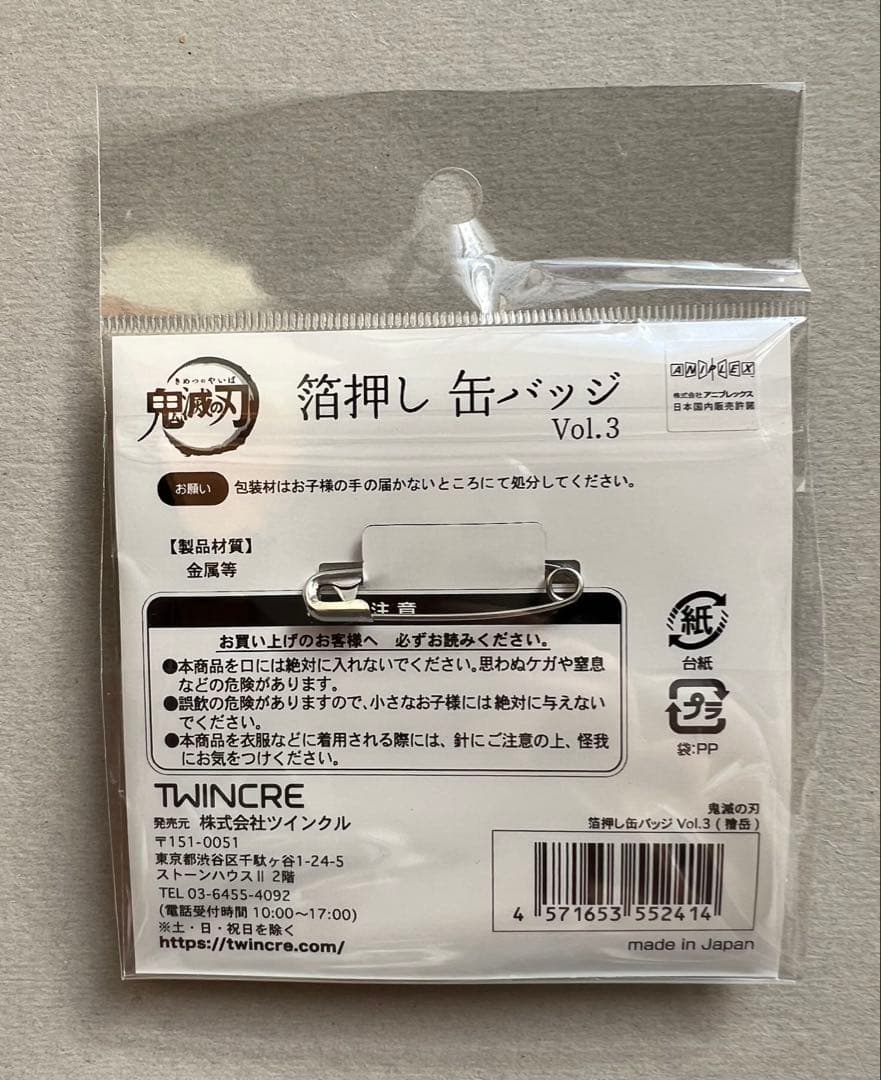 きめつのやいば
鬼滅の刃
箔押し 缶バッジ
Vol.3
ANIPLEX
株式会社アニプレックス
日本国内販売許諾
お願い 包装材はお子様の手の届かないところにて処分してください。
【製品材質】
金属等
注 意
お買い上げのお客様へ 必ずお読みください。
●本商品を口には絶対に入れないでください。思わぬケガや窒息
などの危険があります。
●誤飲の危険がありますので、小さなお子様には絶対に与えない
でください。
●本商品を衣服などに着用される際には、針にご注意の上、怪我
にお気をつけください。
紙
台紙
プラ
袋:PP
TWINCRE
発売元 株式会社ツインクル
〒151-0051
東京都渋谷区千駄ヶ谷1-24-5
ストーンハウスⅡ 2階
TEL 03-6455-4092
(電話受付時間 10:00〜17:00)
※土・日・祝日を除く
https://twincre.com/
鬼滅の刃
箔押し缶バッジ Vol.3 ( 獪岳 )
4 571653 552414
made in Japan